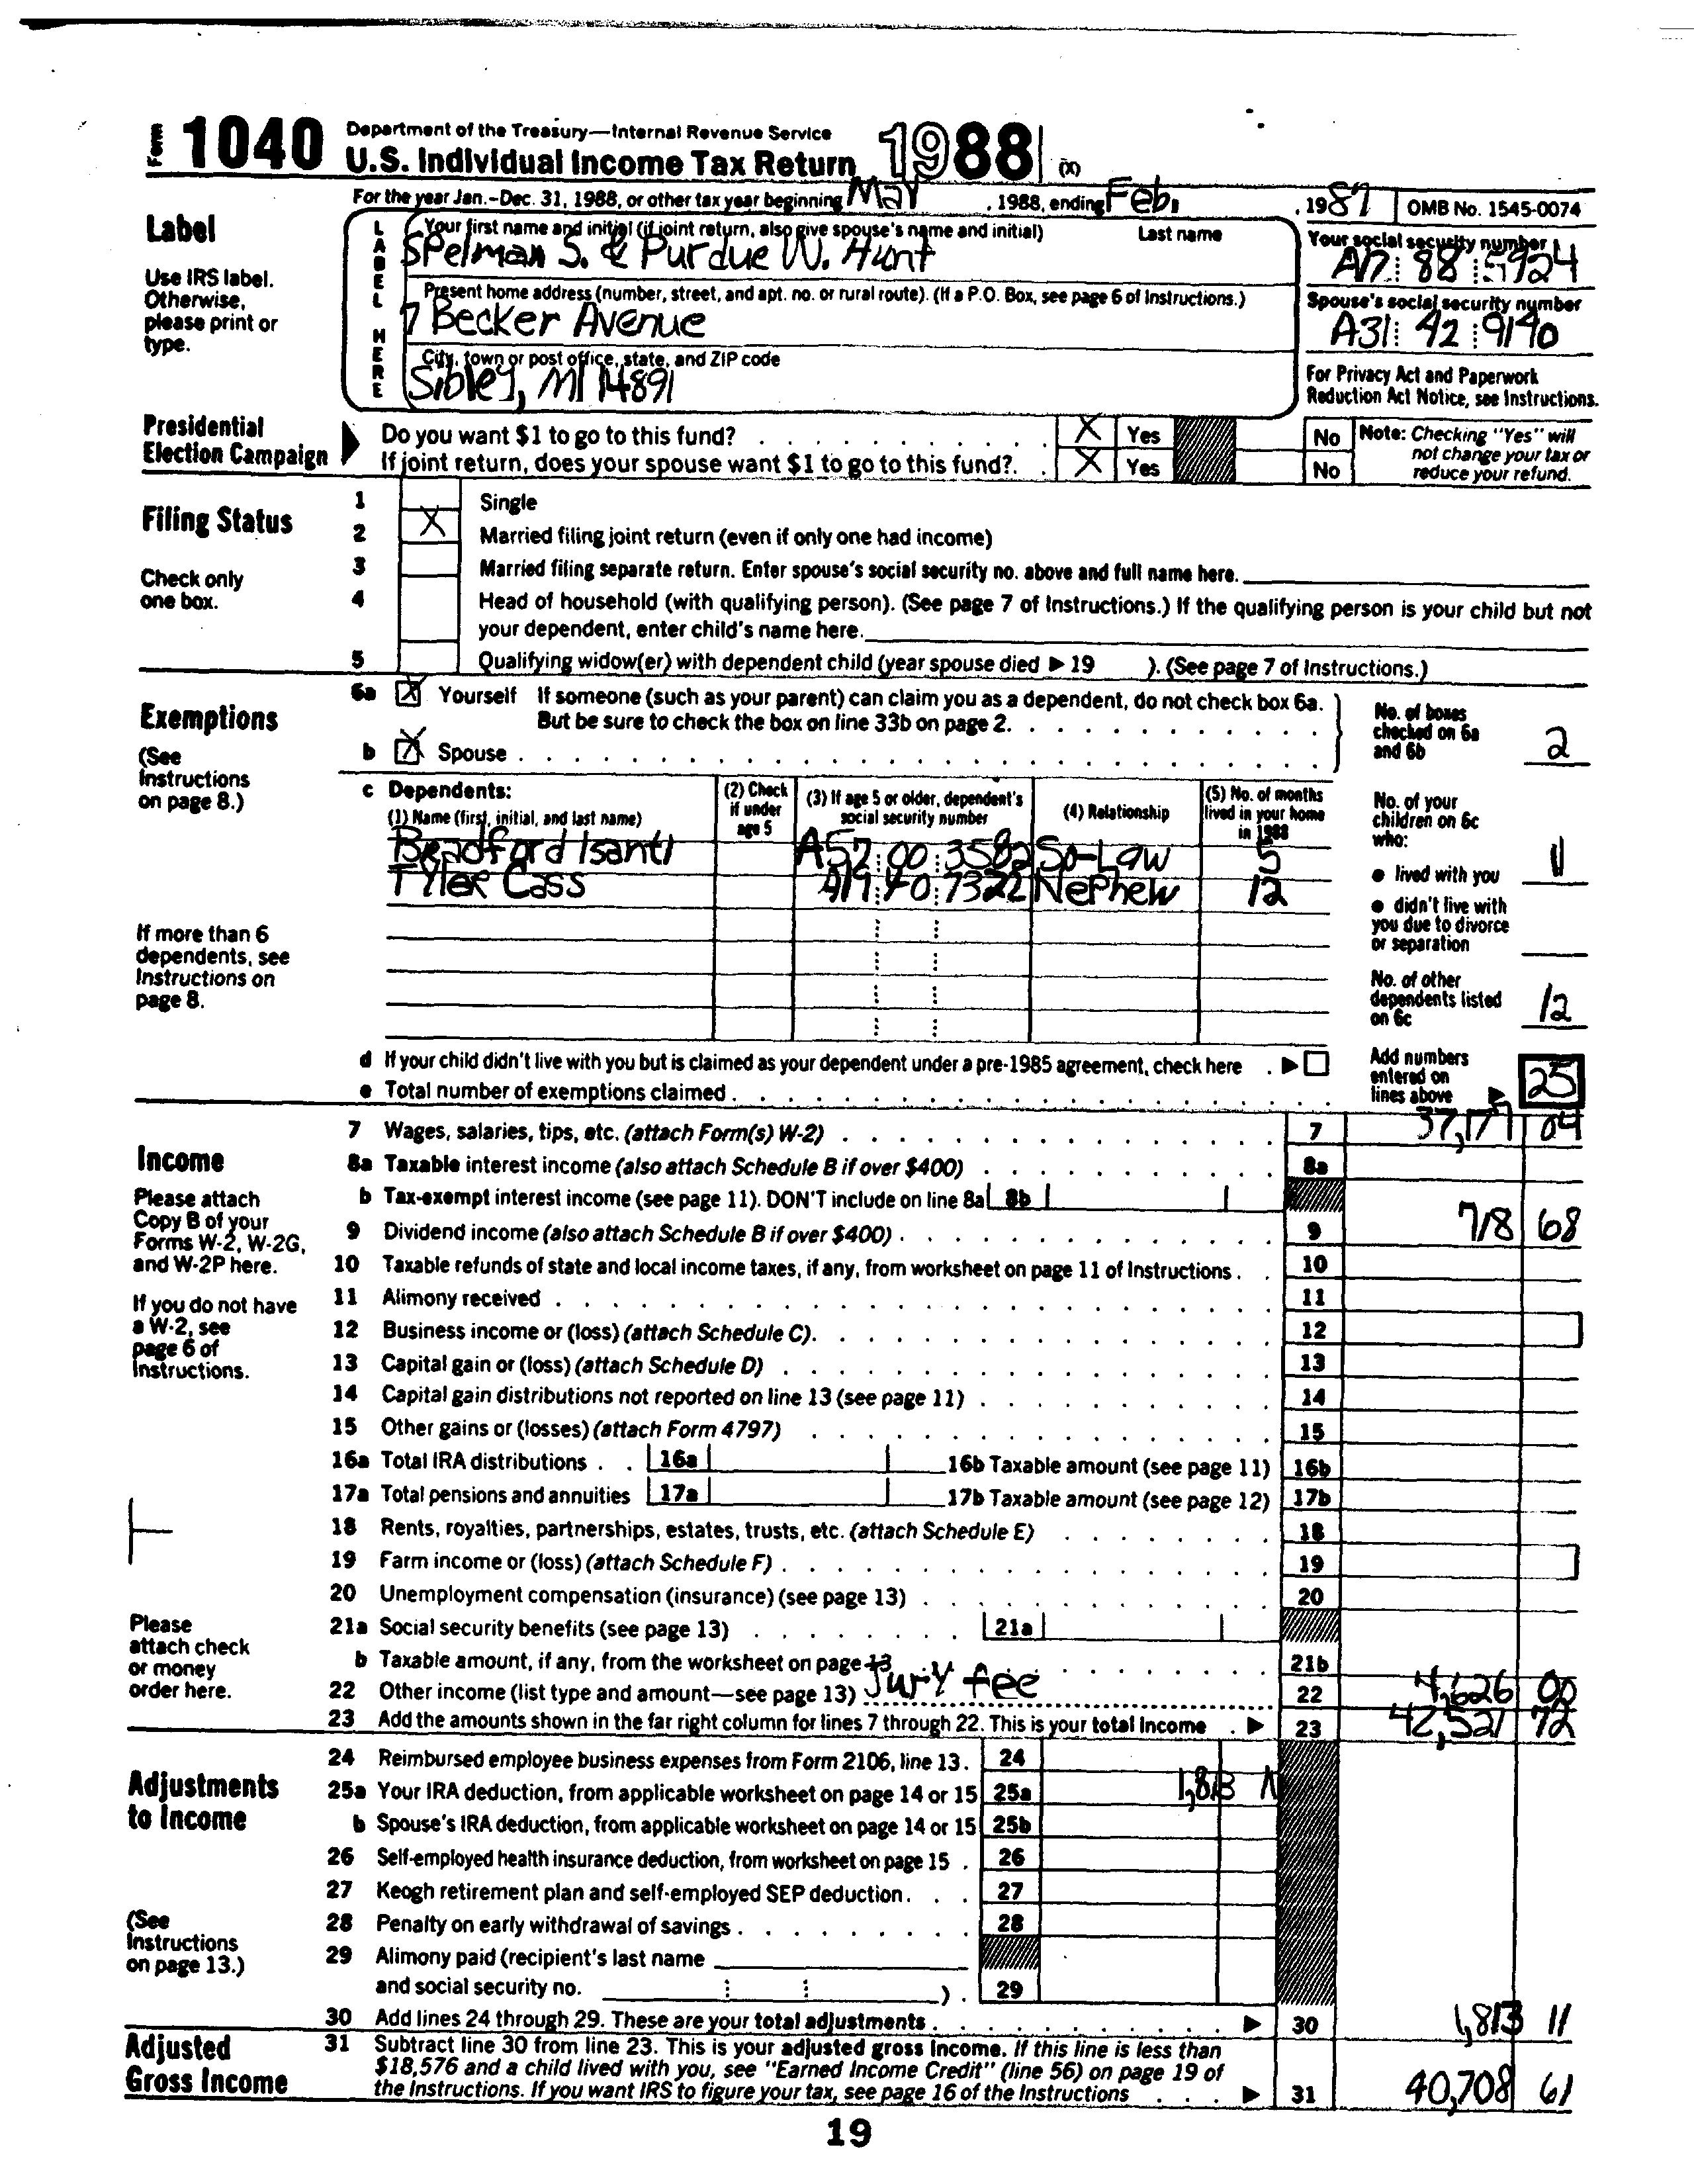 Form 1040 Department of the Treasury—Internal Revenue Service
U.S. Individual Income Tax Return 1988 (X)
For the year Jan.-Dec. 31, 1988, or other tax year beginning May , 1988, ending Feb. , 1987 OMB No. 1545-0074
Label
Use IRS label. Otherwise, please print or type.
LABEL HERE
Your first name and initial (if joint return, also give spouse's name and initial) Last name
Spelman S. & Purdue W. Hunt
Your social security number
88 5924
Present home address (number, street, and apt. no. or rural route). (If a P.O. Box, see page 6 of Instructions.)
7 Becker Avenue
Spouse's social security number
A31 42 9190
City, town or post office, state, and ZIP code
Sibley, MI 14891
For Privacy Act and Paperwork Reduction Act Notice, see Instructions.
Presidential Election Campaign
Do you want $1 to go to this fund? X Yes No
If joint return, does your spouse want $1 to go to this fund? X Yes No
Note: Checking "Yes" will not change your tax or reduce your refund.
Filing Status
Check only one box.
1 Single
2 X Married filing joint return (even if only one had income)
3 Married filing separate return. Enter spouse's social security no. above and full name here.
4 Head of household (with qualifying person). (See page 7 of Instructions.) If the qualifying person is your child but not
your dependent, enter child's name here.
5 Qualifying widow(er) with dependent child (year spouse died ▶ 19 ). (See page 7 of Instructions.)
Exemptions
(See Instructions on page 8.)
6a X Yourself If someone (such as your parent) can claim you as a dependent, do not check box 6a.
But be sure to check the box on line 33b on page 2.
b X Spouse
No. of boxes checked on 6a and 6b 2
c Dependents:
(1) Name (first, initial, and last name)
(2) Check if under age 5
(3) If age 5 or older, dependent's social security number
(4) Relationship
(5) No. of months lived in your home in 1988
Bradford Isanti A57 00 3582 So-Law 5
Tyler Cass 40 7322 Nephew 12
If more than 6 dependents, see Instructions on page 8.
No. of your children on 6c who:
● lived with you 11
● didn't live with you due to divorce or separation
No. of other dependents listed on 6c 12
d If your child didn't live with you but is claimed as your dependent under a pre-1985 agreement, check here ▶
e Total number of exemptions claimed
Add numbers entered on lines above ▶ 25
Income
Please attach Copy B of your Forms W-2, W-2G, and W-2P here.
If you do not have a W-2, see page 6 of Instructions.
7 Wages, salaries, tips, etc. (attach Form(s) W-2) 7 37,177 04
8a Taxable interest income (also attach Schedule B if over $400) 8a
b Tax-exempt interest income (see page 11). DON'T include on line 8a 8b
9 Dividend income (also attach Schedule B if over $400) 9 718 68
10 Taxable refunds of state and local income taxes, if any, from worksheet on page 11 of Instructions 10
11 Alimony received 11
12 Business income or (loss) (attach Schedule C) 12
13 Capital gain or (loss) (attach Schedule D) 13
14 Capital gain distributions not reported on line 13 (see page 11) 14
15 Other gains or (losses) (attach Form 4797) 15
16a Total IRA distributions 16a 16b Taxable amount (see page 11) 16b
17a Total pensions and annuities 17a 17b Taxable amount (see page 12) 17b
18 Rents, royalties, partnerships, estates, trusts, etc. (attach Schedule E) 18
19 Farm income or (loss) (attach Schedule F) 19
20 Unemployment compensation (insurance) (see page 13) 20
21a Social security benefits (see page 13) 21a
b Taxable amount, if any, from the worksheet on page 13 21b
22 Other income (list type and amount—see page 13) Jury fee 22 4,626 00
23 Add the amounts shown in the far right column for lines 7 through 22. This is your total income ▶ 23 42,521 72
Please attach check or money order here.
Adjustments to Income
(See Instructions on page 13.)
24 Reimbursed employee business expenses from Form 2106, line 13. 24
25a Your IRA deduction, from applicable worksheet on page 14 or 15 25a 1,813 11
b Spouse's IRA deduction, from applicable worksheet on page 14 or 15 25b
26 Self-employed health insurance deduction, from worksheet on page 15 26
27 Keogh retirement plan and self-employed SEP deduction 27
28 Penalty on early withdrawal of savings 28
29 Alimony paid (recipient's last name
and social security no. ) 29
30 Add lines 24 through 29. These are your total adjustments ▶ 30 1,813 11
Adjusted Gross Income
31 Subtract line 30 from line 23. This is your adjusted gross income. If this line is less than
$18,576 and a child lived with you, see "Earned Income Credit" (line 56) on page 19 of
the Instructions. If you want IRS to figure your tax, see page 16 of the Instructions ▶ 31 40,708 61
19